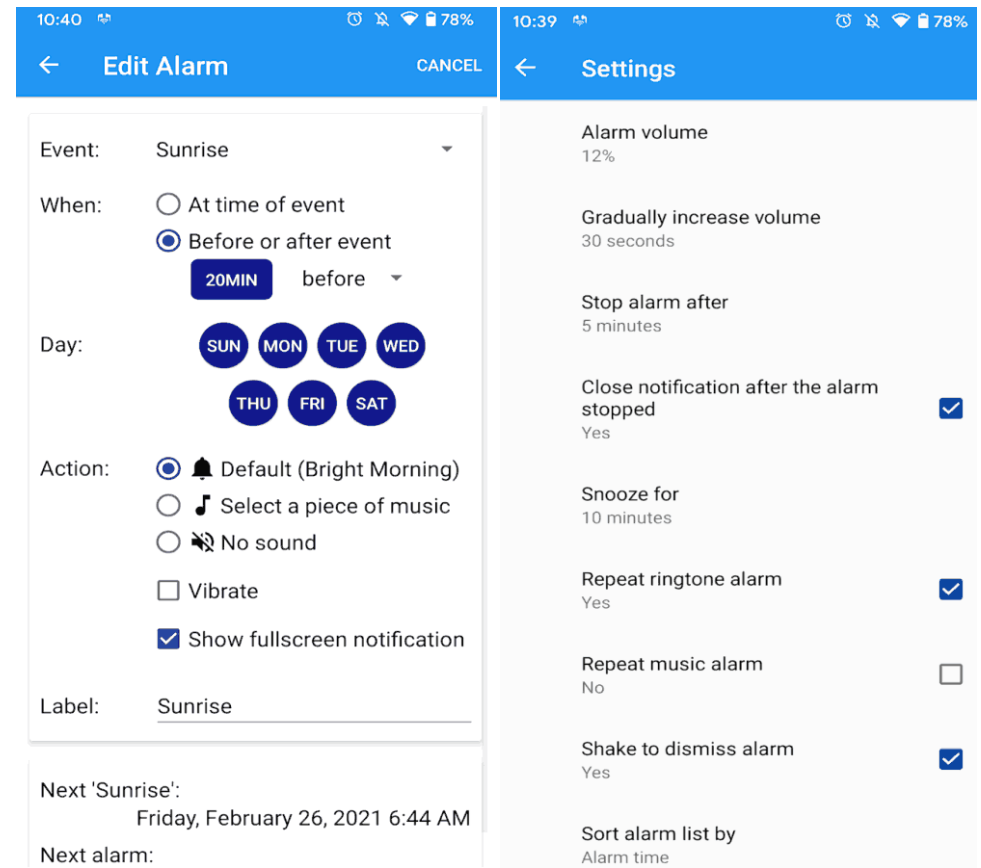 10:40
78%
Edit Alarm
CANCEL
Event: Sunrise
When: At time of event
Before or after event
20MIN before
Day: SUN MON TUE WED
THU FRI SAT
Action: Default (Bright Morning)
Select a piece of music
No sound
Vibrate
Show fullscreen notification
Label: Sunrise
Next 'Sunrise':
Friday, February 26, 2021 6:44 AM
Next alarm:
10:39
78%
Settings
Alarm volume
12%
Gradually increase volume
30 seconds
Stop alarm after
5 minutes
Close notification after the alarm
stopped
Yes
Snooze for
10 minutes
Repeat ringtone alarm
Yes
Repeat music alarm
No
Shake to dismiss alarm
Yes
Sort alarm list by
Alarm time